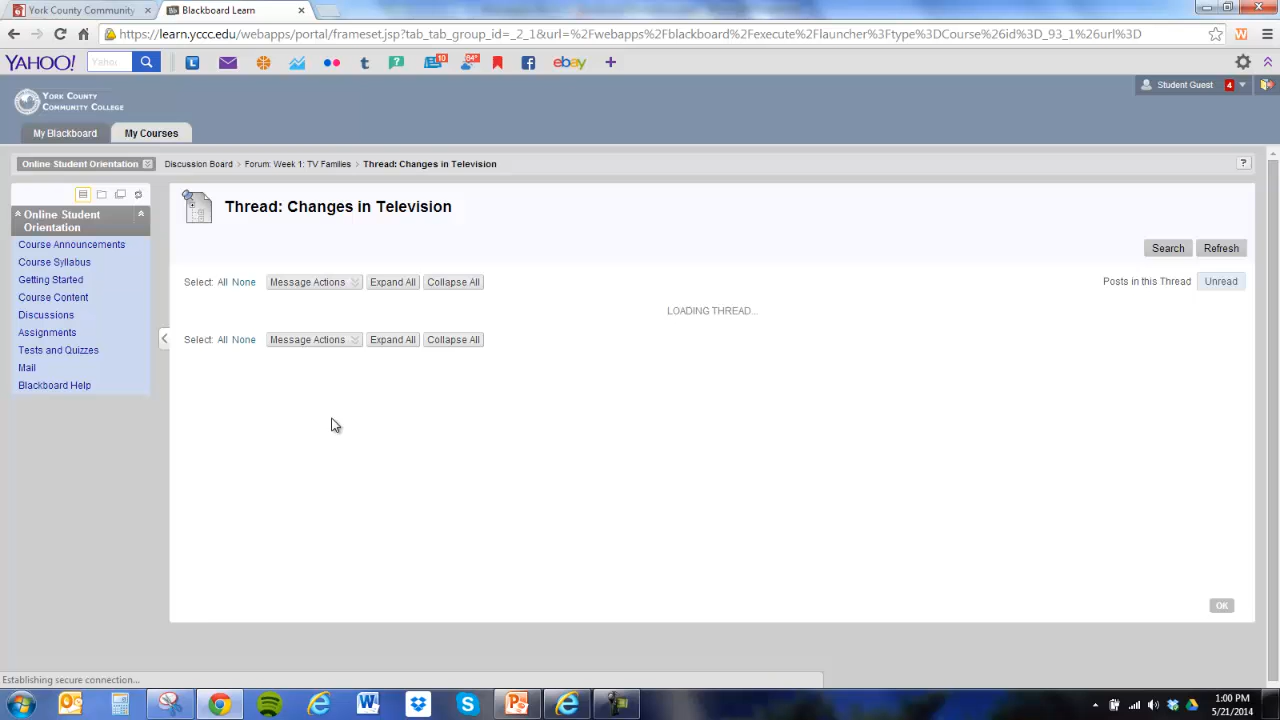 York County Community
Blackboard Learn
https://learn.yccc.edu/webapps/portal/frameset.jsp?tab_tab_group_id=_2_1&url=%2Fwebapps%2Fblackboard%2Fexecute%2Flauncher%3Ftype%3DCourse%26id%3D_93_1%26url%3D
YAHOO!
Yahoo
10
64°
ebay
YORK COUNTY
COMMUNITY COLLEGE
Student Guest 4
My Blackboard
My Courses
Online Student Orientation
Discussion Board > Forum: Week 1: TV Families > Thread: Changes in Television
?
Online Student
Orientation
Course Announcements
Course Syllabus
Getting Started
Course Content
Discussions
Assignments
Tests and Quizzes
Mail
Blackboard Help
Thread: Changes in Television
Search Refresh
Select: All None Message Actions Expand All Collapse All
Posts in this Thread Unread
LOADING THREAD...
Select: All None Message Actions Expand All Collapse All
OK
Establishing secure connection...
1:00 PM
5/21/2014